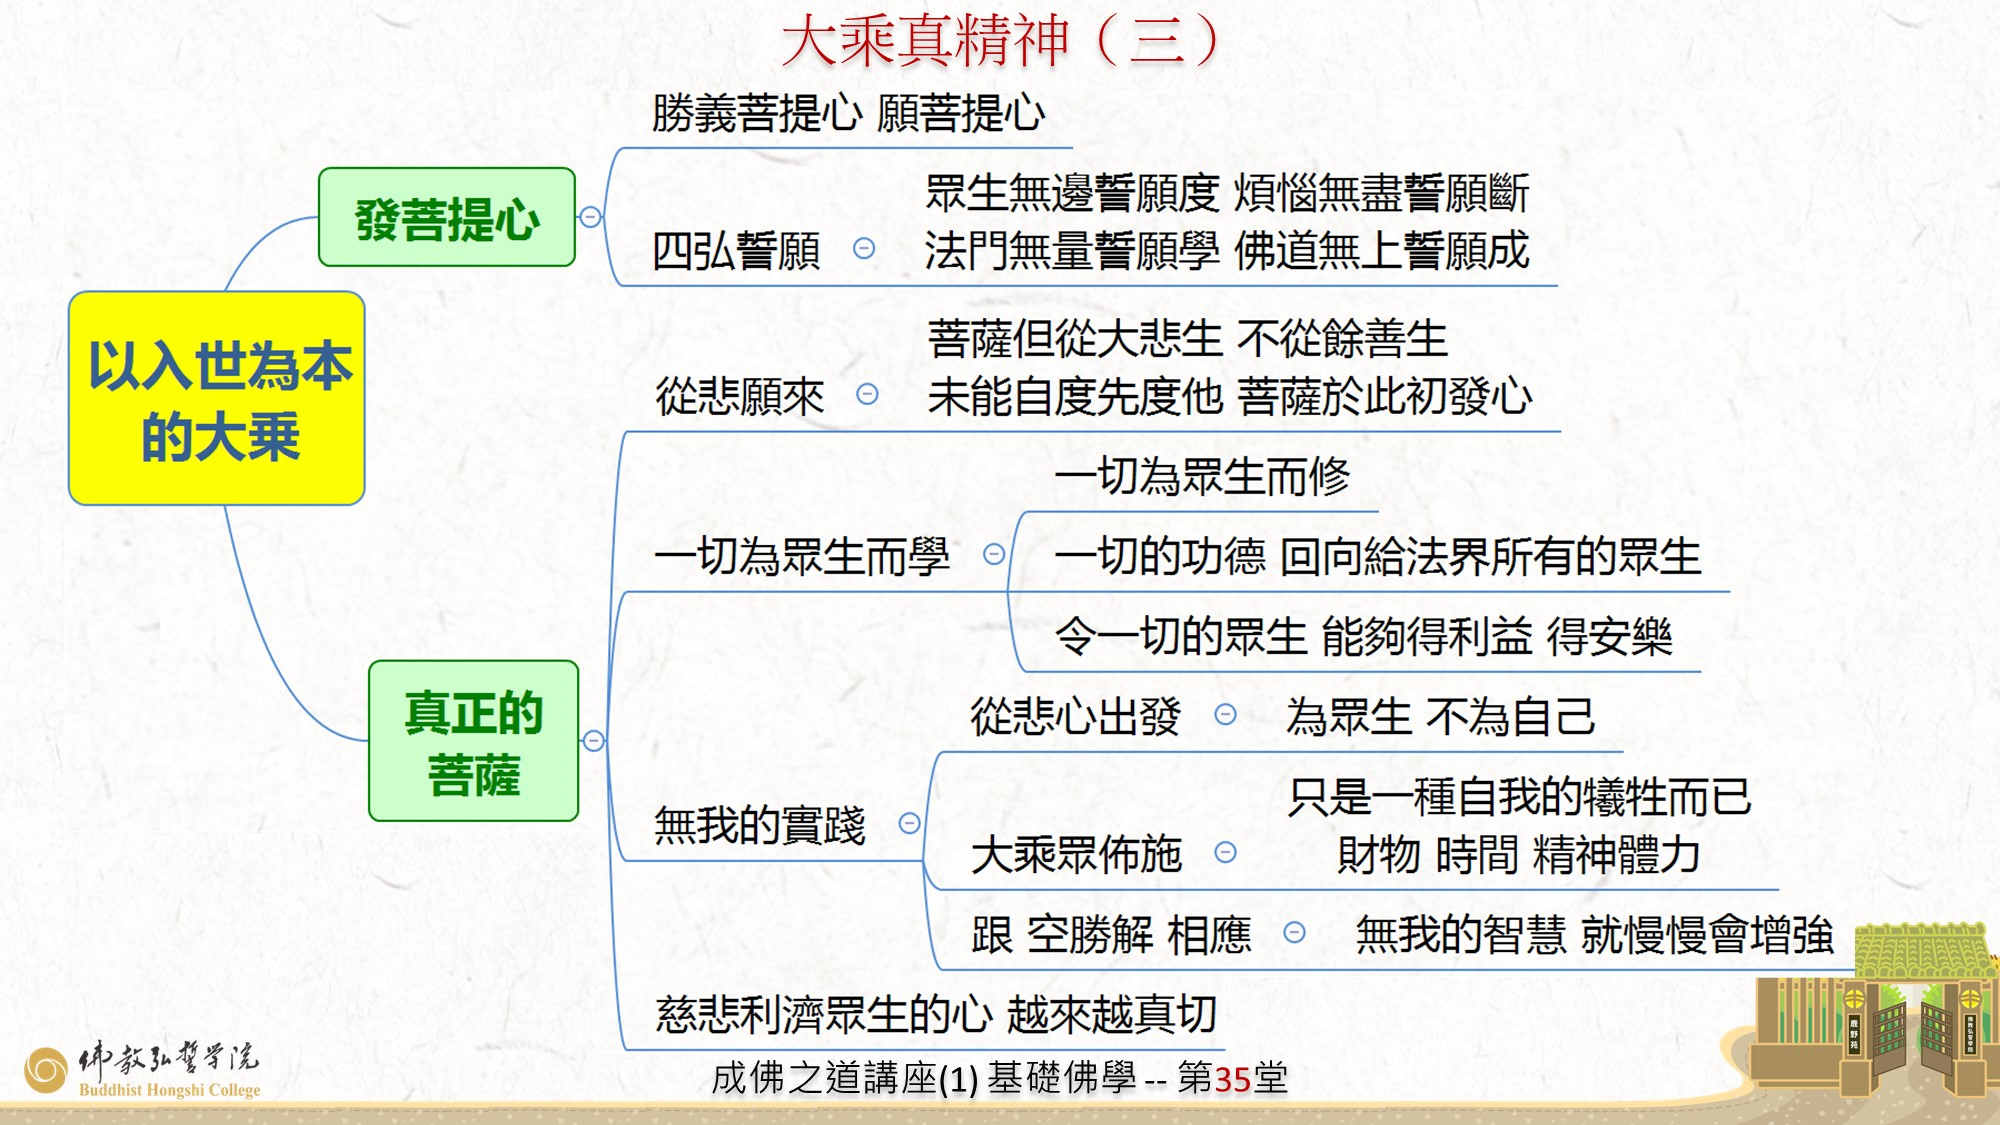 大乘真精神（三）
勝義菩提心 願菩提心
發菩提心
眾生無邊誓願度 煩惱無盡誓願斷
四弘誓願
法門無量誓願學 佛道無上誓願成
以入世為本
的大乘
菩薩但從大悲生 不從餘善生
從悲願來
未能自度先度他 菩薩於此初發心
一切為眾生而修
一切為眾生而學
一切的功德 回向給法界所有的眾生
令一切的眾生 能夠得利益 得安樂
真正的
菩薩
從悲心出發
為眾生 不為自己
無我的實踐
只是一種自我的犧牲而已
大乘眾佈施
財物 時間 精神體力
跟 空勝解 相應
無我的智慧 就慢慢會增強
慈悲利濟眾生的心 越來越真切
佛教弘誓学院
Buddhist Hongshi College
成佛之道講座(1) 基礎佛學 -- 第35堂
鹿野苑